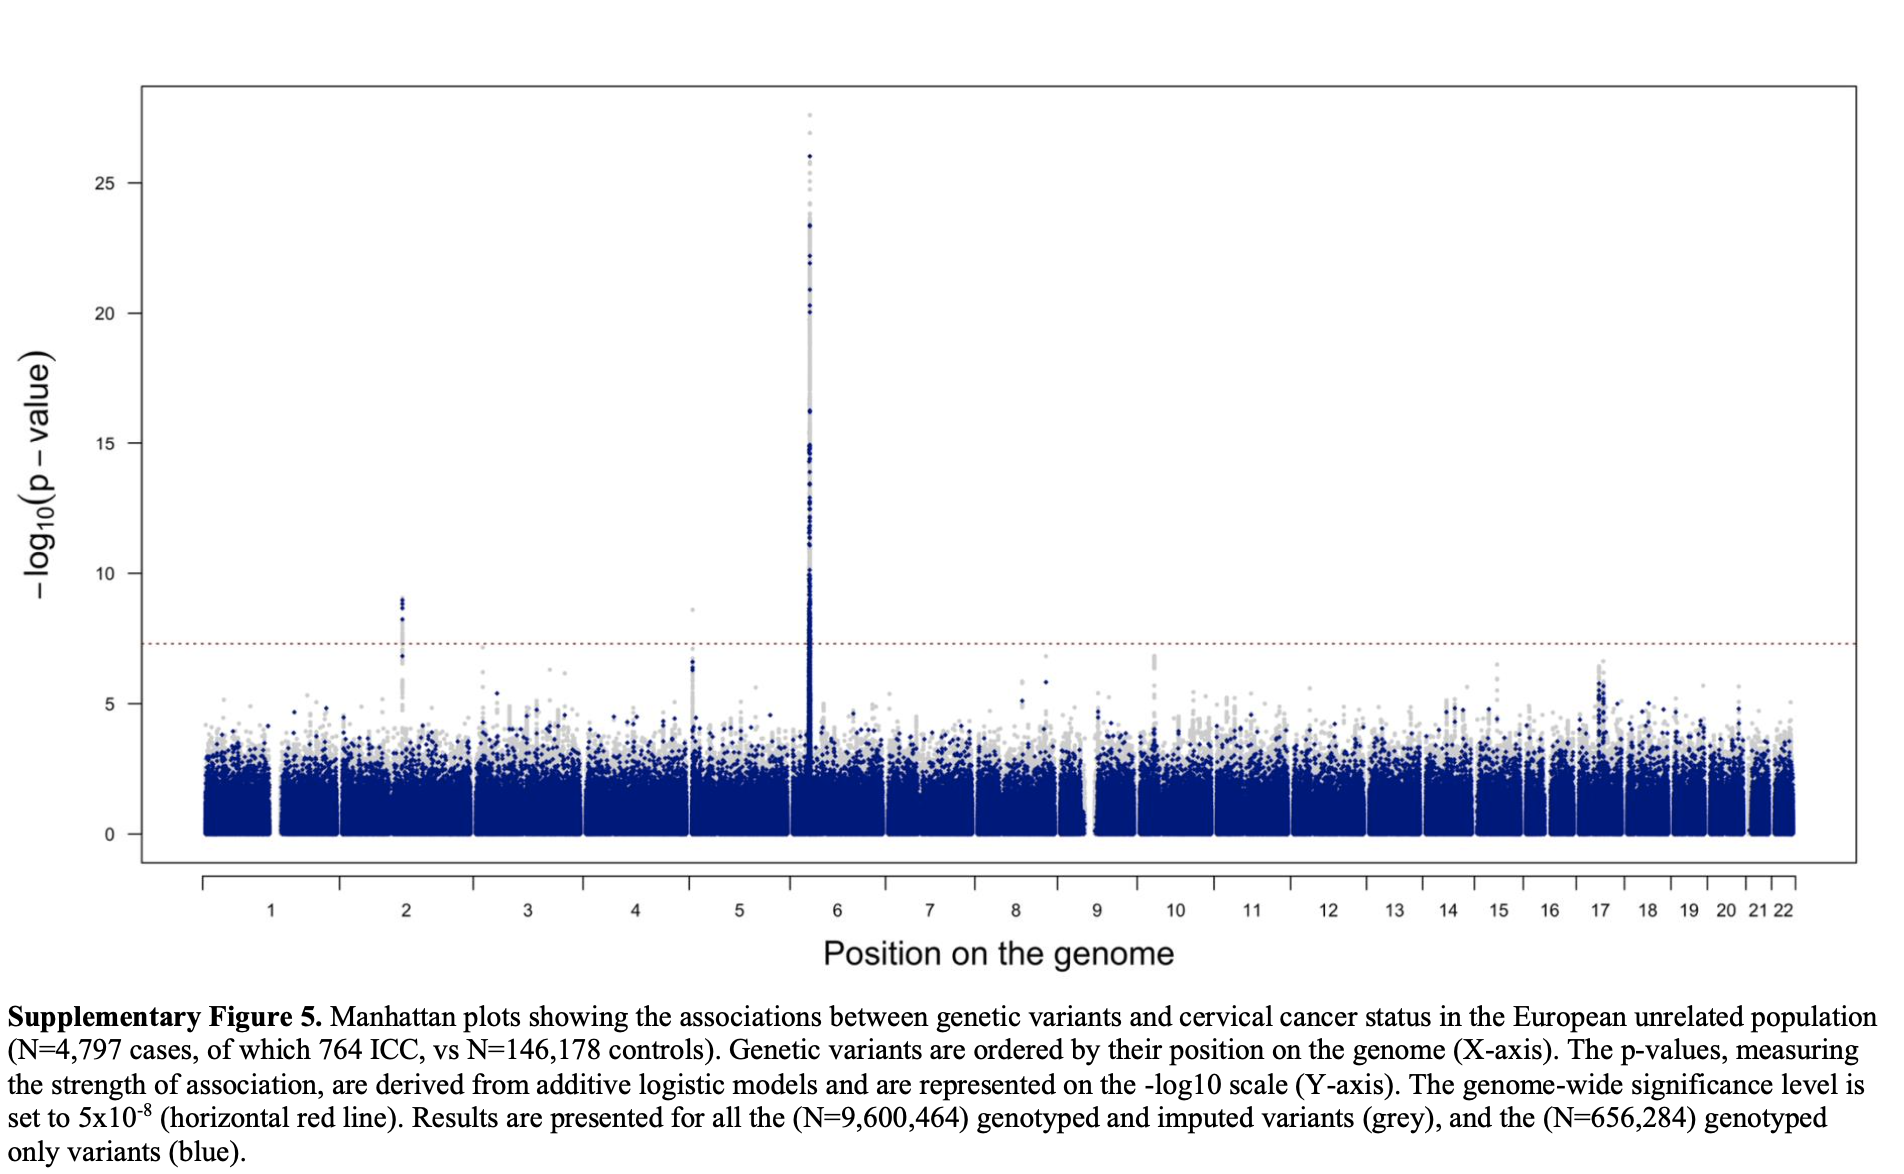 25
20
15
10
5
0
−log10(p − value)
1 2 3 4 5 6 7 8 9 10 11 12 13 14 15 16 17 18 19 20 21 22
Position on the genome
Supplementary Figure 5. Manhattan plots showing the associations between genetic variants and cervical cancer status in the European unrelated population
(N=4,797 cases, of which 764 ICC, vs N=146,178 controls). Genetic variants are ordered by their position on the genome (X-axis). The p-values, measuring
the strength of association, are derived from additive logistic models and are represented on the -log10 scale (Y-axis). The genome-wide significance level is
set to 5x10-8 (horizontal red line). Results are presented for all the (N=9,600,464) genotyped and imputed variants (grey), and the (N=656,284) genotyped
only variants (blue).